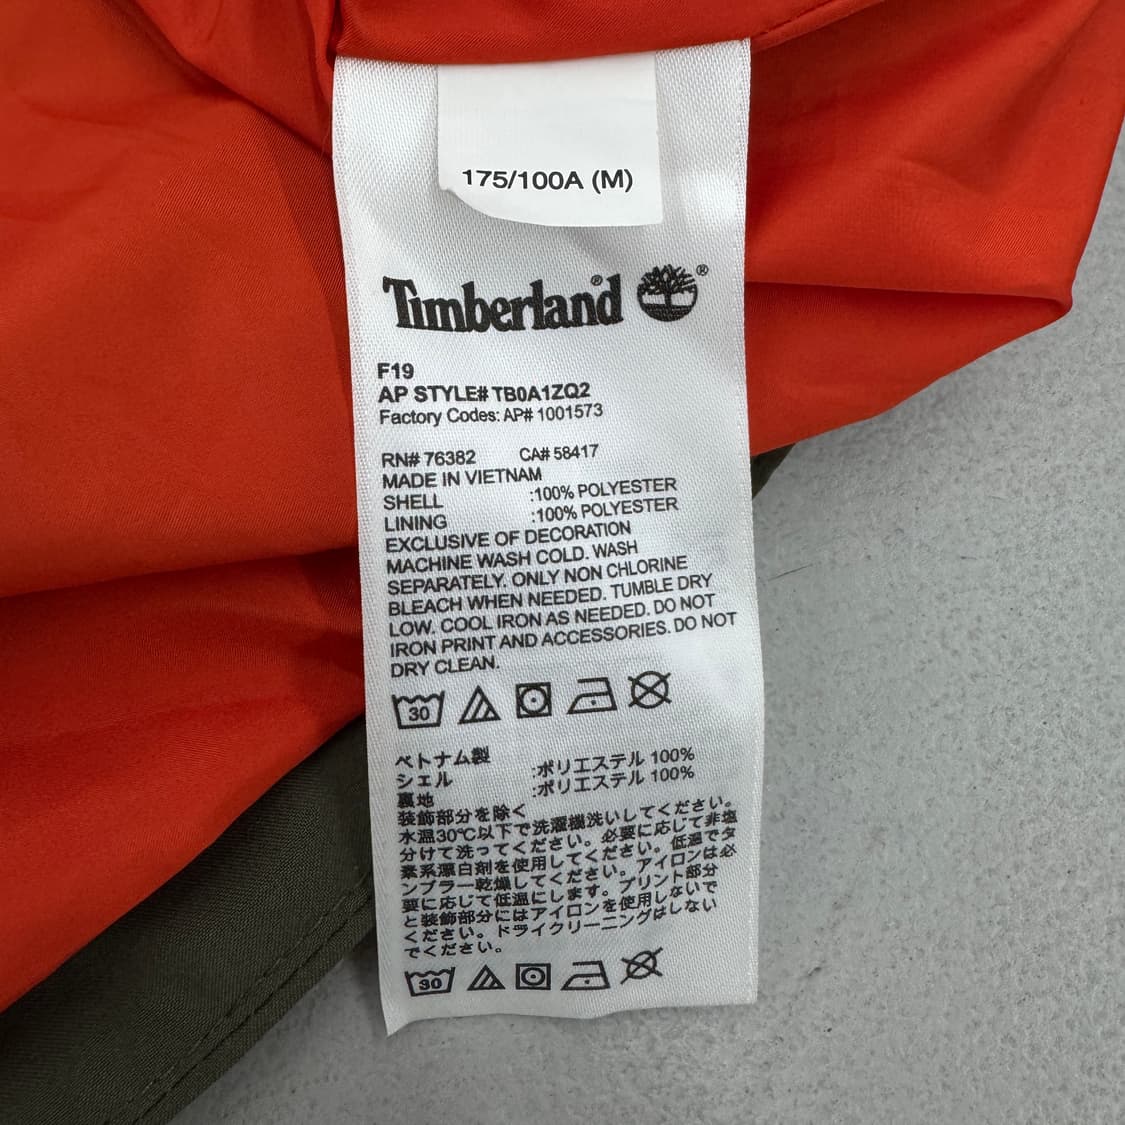 175/100A (M)
Timberland® ®
F19
AP STYLE# TB0A1ZQ2
Factory Codes: AP# 1001573
RN# 76382 CA# 58417
MADE IN VIETNAM
SHELL :100% POLYESTER
LINING :100% POLYESTER
EXCLUSIVE OF DECORATION
MACHINE WASH COLD. WASH
SEPARATELY. ONLY NON CHLORINE
BLEACH WHEN NEEDED. TUMBLE DRY
LOW. COOL IRON AS NEEDED. DO NOT
IRON PRINT AND ACCESSORIES. DO NOT
DRY CLEAN.
30
ベトナム製
シェル :ポリエステル 100%
裏地 :ポリエステル 100%
装飾部分を除く
水温30℃以下で洗濯機洗いしてください。
分けて洗ってください。必要に応じて非塩
素系漂白剤を使用してください。低温でタ
ンブラー乾燥してください。アイロンは必
要に応じて低温にします。プリント部分
と装飾部分にはアイロンを使用しないで
ください。ドライクリーニングはしない
でください。
30